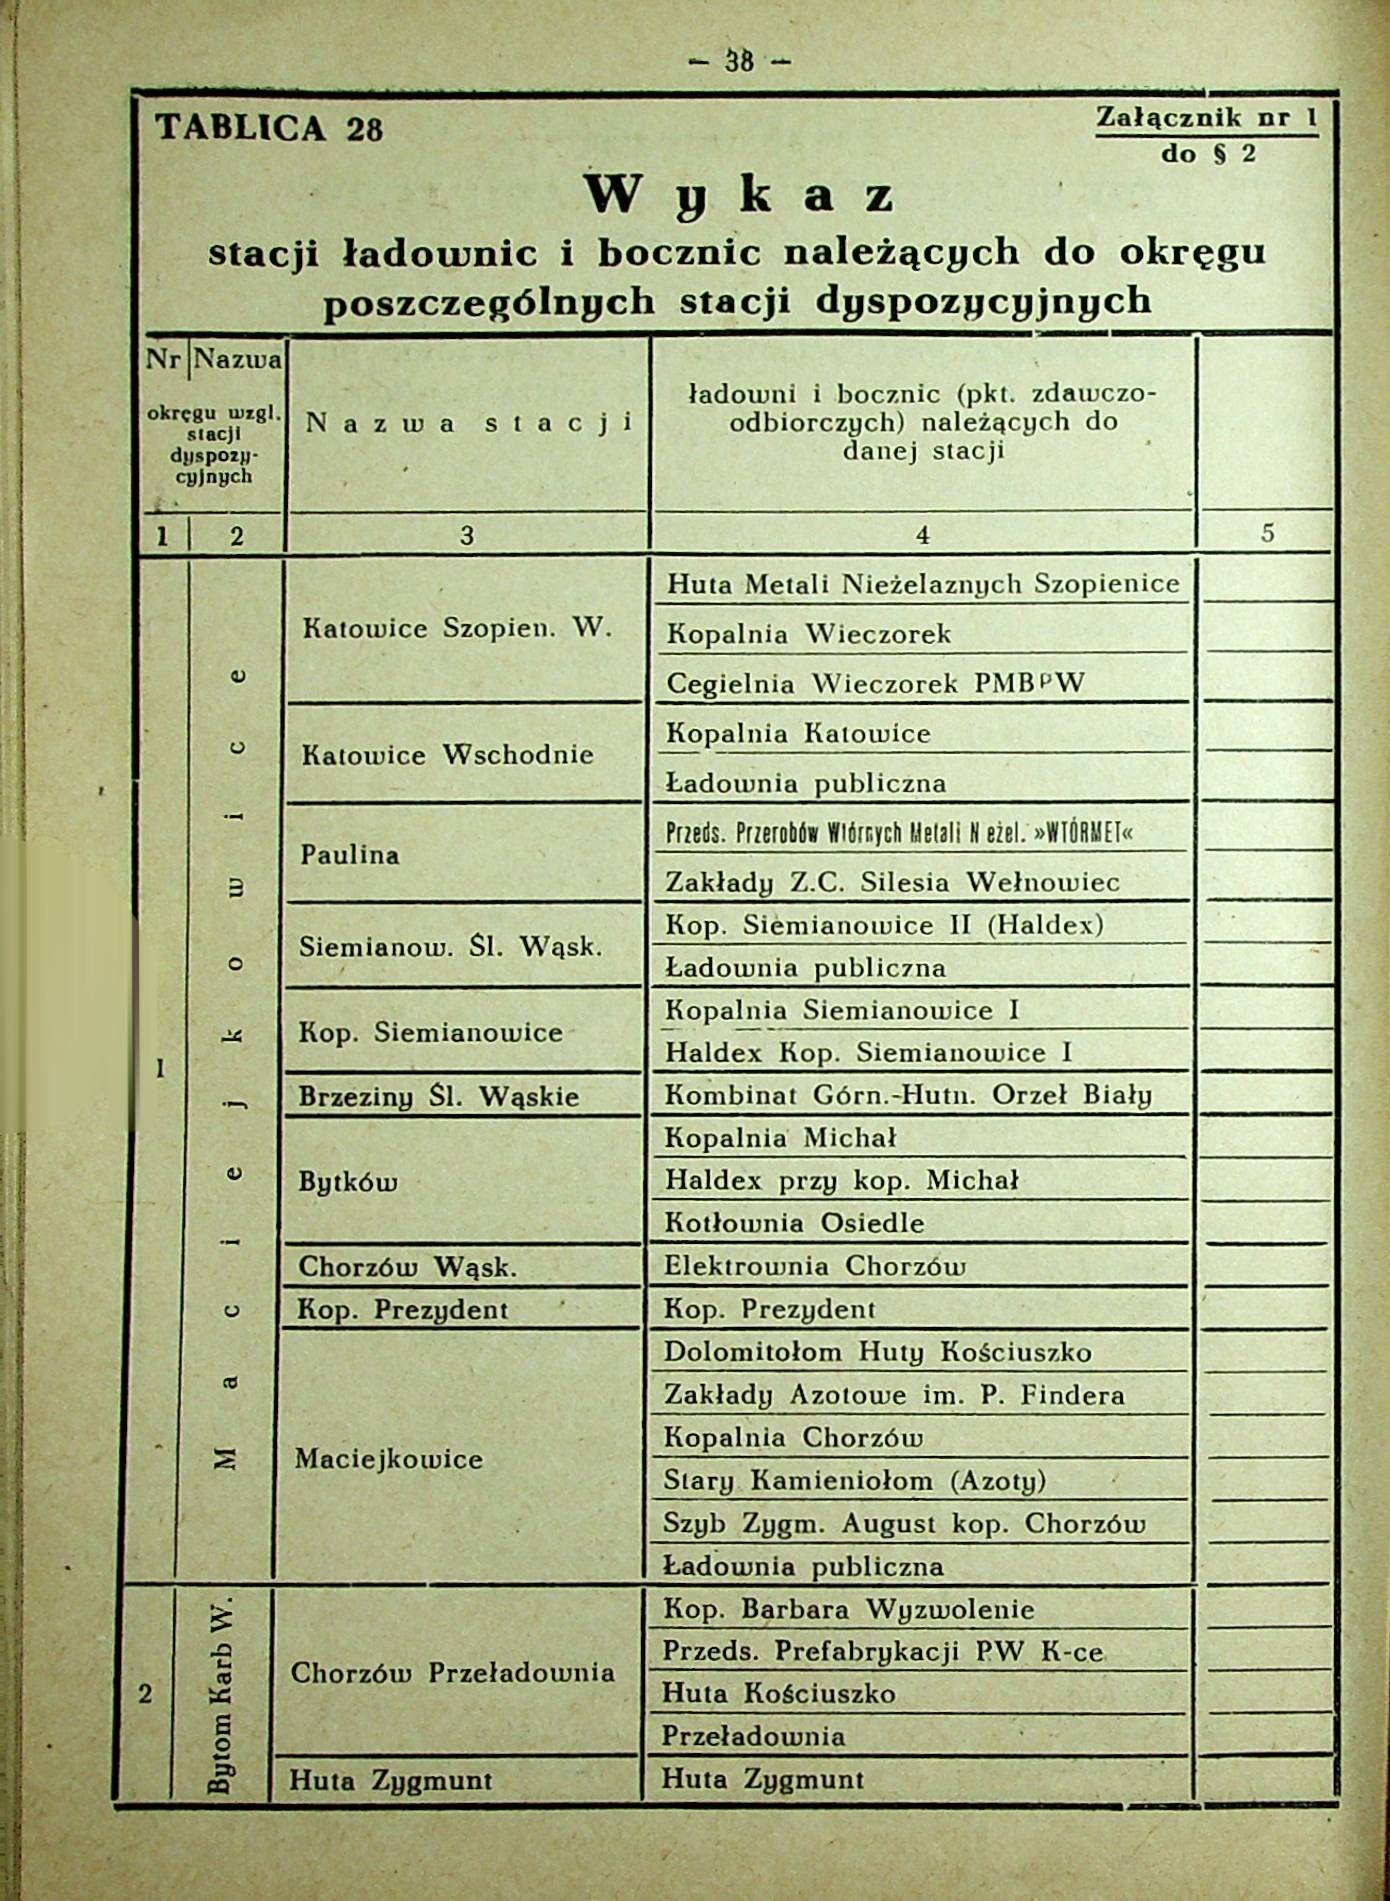 – 38 –
TABLICA 28
Załącznik nr 1
do § 2
Wykaz
stacji ładownic i bocznic należących do okręgu
poszczególnych stacji dyspozycyjnych
Nr Nazwa
okręgu wzgl.
stacji
dyspozy-
cyjnych
Nazwa stacji
ładowni i bocznic (pkt. zdawczo-
odbiorczych) należących do
danej stacji
1 2 3 4 5
1
Maciejkowice
Katowice Szopien. W.
Huta Metali Nieżelaznych Szopienice
Kopalnia Wieczorek
Cegielnia Wieczorek PMBPW
Katowice Wschodnie
Kopalnia Katowice
Ładownia publiczna
Paulina
Przeds. Przerobów Wtórnych Metali N eżel. »WTÓRMET«
Zakłady Z.C. Silesia Wełnowiec
Siemianow. Śl. Wąsk.
Kop. Siemianowice II (Haldex)
Ładownia publiczna
Kop. Siemianowice
Kopalnia Siemianowice I
Haldex Kop. Siemianowice I
Brzeziny Śl. Wąskie
Kombinat Górn.-Hutn. Orzeł Biały
Bytków
Kopalnia Michał
Haldex przy kop. Michał
Kotłownia Osiedle
Chorzów Wąsk.
Elektrownia Chorzów
Kop. Prezydent
Kop. Prezydent
Maciejkowice
Dolomitołom Huty Kościuszko
Zakłady Azotowe im. P. Findera
Kopalnia Chorzów
Stary Kamieniołom (Azoty)
Szyb Zygm. August kop. Chorzów
Ładownia publiczna
2
Bytom Karb W.
Chorzów Przeładownia
Kop. Barbara Wyzwolenie
Przeds. Prefabrykacji PW K-ce
Huta Kościuszko
Przeładownia
Huta Zygmunt
Huta Zygmunt